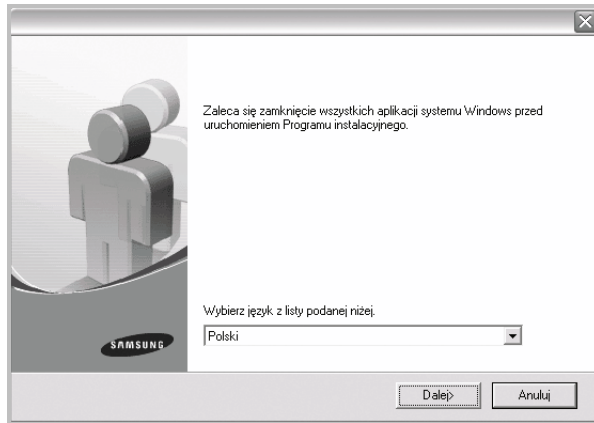 Zaleca się zamknięcie wszystkich aplikacji systemu Windows przed
uruchomieniem Programu instalacyjnego.
Wybierz język z listy podanej niżej.
Polski
SAMSUNG
Dalej>
Anuluj